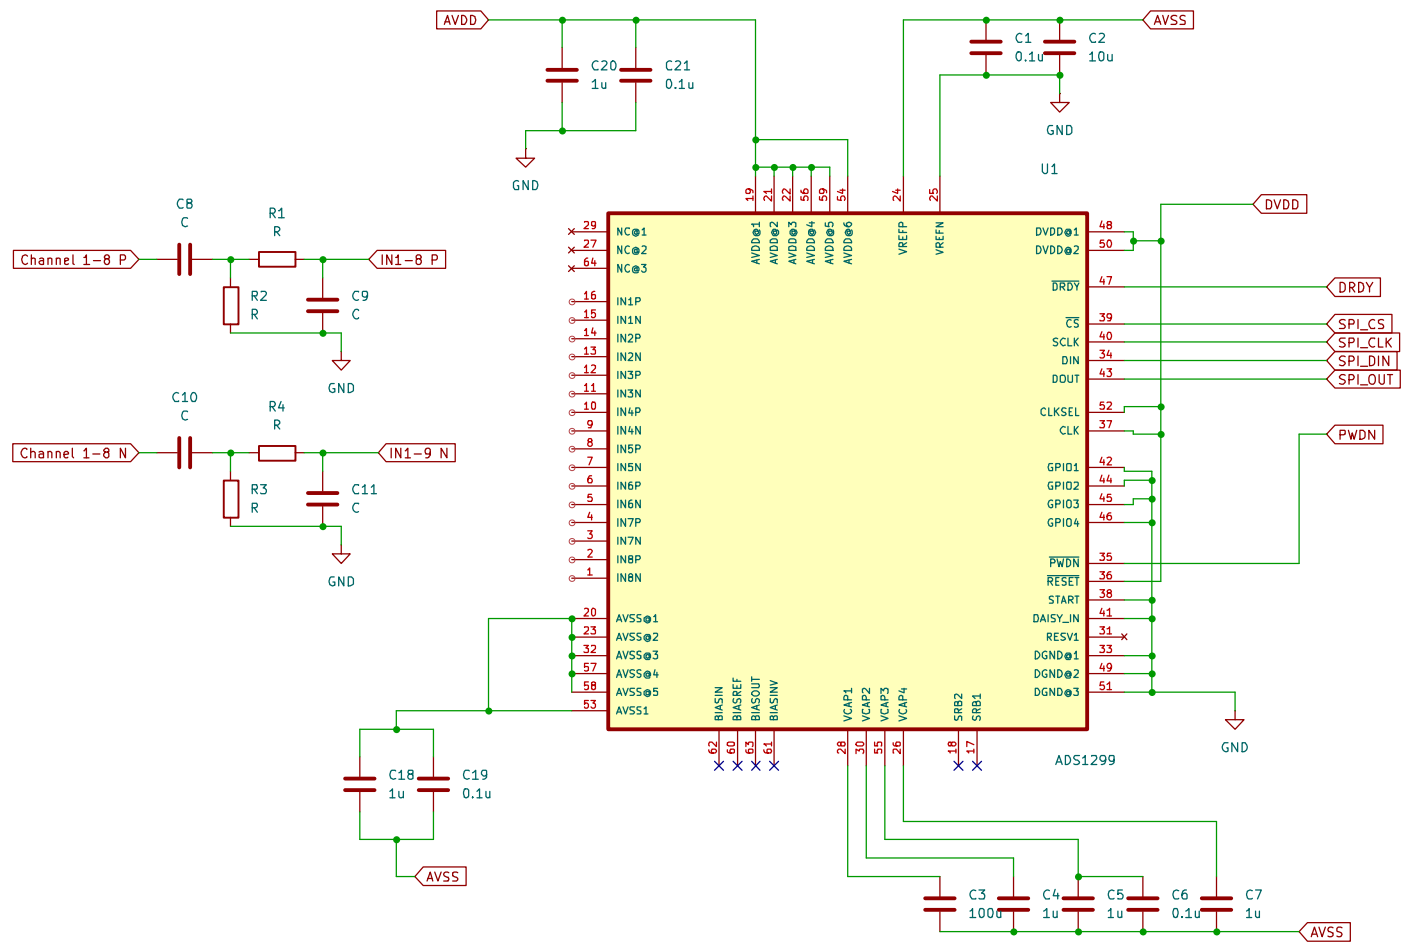 AVDD
AVSS
C20
1u
C21
0.1u
C1
0.1u
C2
10u
GND
GND
U1
19
21
22
56
59
54
24
25
AVDD@1
AVDD@2
AVDD@3
AVDD@4
AVDD@5
AVDD@6
VREFP
VREFN
C8
C
R1
R
Channel 1-8 P
IN1-8 P
R2
R
C9
C
GND
C10
C
R4
R
Channel 1-8 N
IN1-9 N
R3
R
C11
C
GND
29 NC@1
27 NC@2
64 NC@3
16 IN1P
15 IN1N
14 IN2P
13 IN2N
12 IN3P
11 IN3N
10 IN4P
9 IN4N
8 IN5P
7 IN5N
6 IN6P
5 IN6N
4 IN7P
3 IN7N
2 IN8P
1 IN8N
20 AVSS@1
23 AVSS@2
32 AVSS@3
57 AVSS@4
58 AVSS@5
53 AVSS1
DVDD
DVDD@1 48
DVDD@2 50
DRDY 47
DRDY
CS 39
SPI_CS
SCLK 40
SPI_CLK
DIN 34
SPI_DIN
DOUT 43
SPI_OUT
CLKSEL 52
CLK 37
PWDN
GPIO1 42
GPIO2 44
GPIO3 45
GPIO4 46
PWDN 35
RESET 36
START 38
DAISY_IN 41
RESV1 31
DGND@1 33
DGND@2 49
DGND@3 51
GND
BIASIN
BIASREF
BIASOUT
BIASINV
VCAP1
VCAP2
VCAP3
VCAP4
SRB2
SRB1
62
60
63
61
28
30
55
26
18
17
ADS1299
C18
1u
C19
0.1u
AVSS
C3
100u
C4
1u
C5
1u
C6
0.1u
C7
1u
AVSS